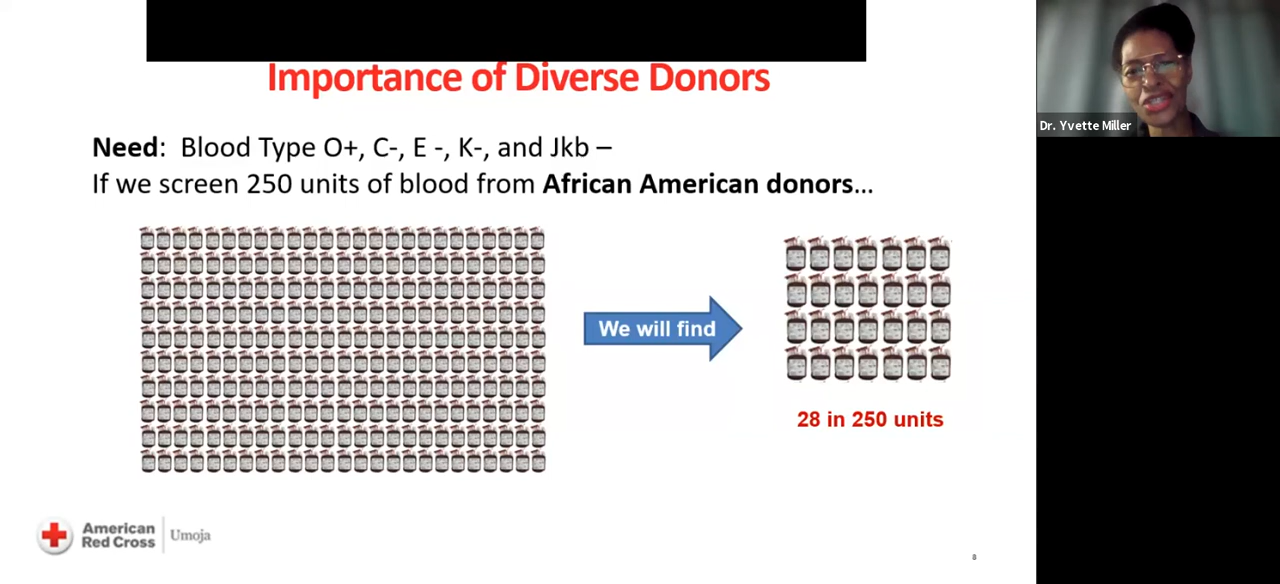 Importance of Diverse Donors
Need: Blood Type O+, C-, E -, K-, and Jkb –
If we screen 250 units of blood from African American donors...
We will find
28 in 250 units
American
Red Cross
Umoja
8
Dr. Yvette Miller